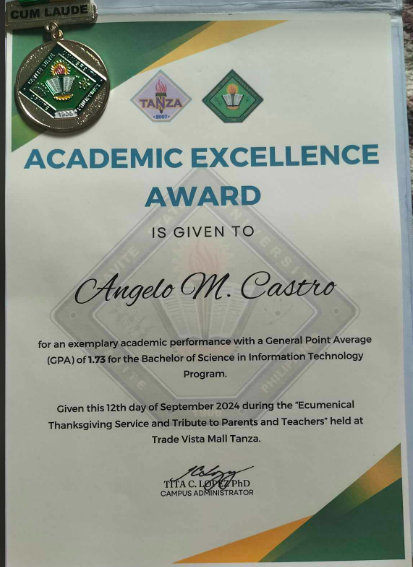 CUM LAUDE
TANZA
ACADEMIC EXCELLENCE
AWARD
IS GIVEN TO
Angelo M. Castro
for an exemplary academic performance with a General Point Average
(GPA) of 1.73 for the Bachelor of Science in Information Technology
Program.
Given this 12th day of September 2024 during the "Ecumenical
Thanksgiving Service and Tribute to Parents and Teachers" held at
Trade Vista Mall Tanza.
TITA C. LOPEZ PhD
CAMPUS ADMINISTRATOR